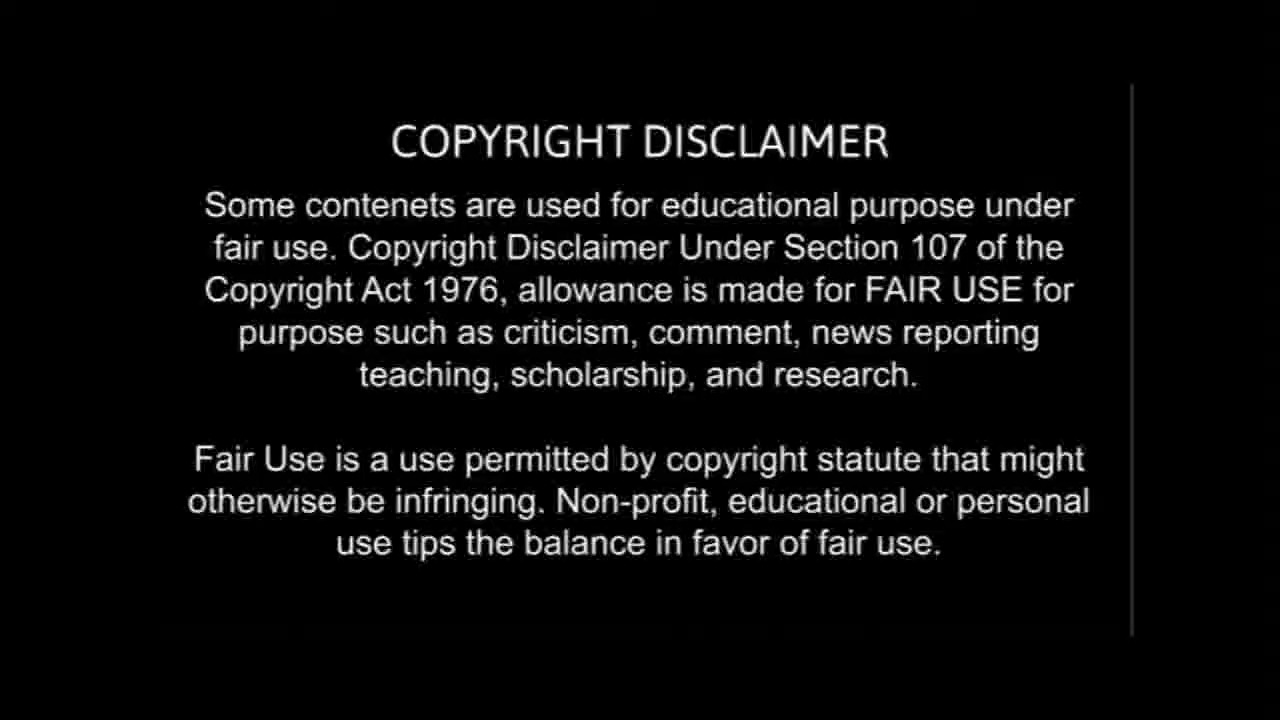 COPYRIGHT DISCLAIMER
Some contenets are used for educational purpose under
fair use. Copyright Disclaimer Under Section 107 of the
Copyright Act 1976, allowance is made for FAIR USE for
purpose such as criticism, comment, news reporting
teaching, scholarship, and research.
Fair Use is a use permitted by copyright statute that might
otherwise be infringing. Non-profit, educational or personal
use tips the balance in favor of fair use.